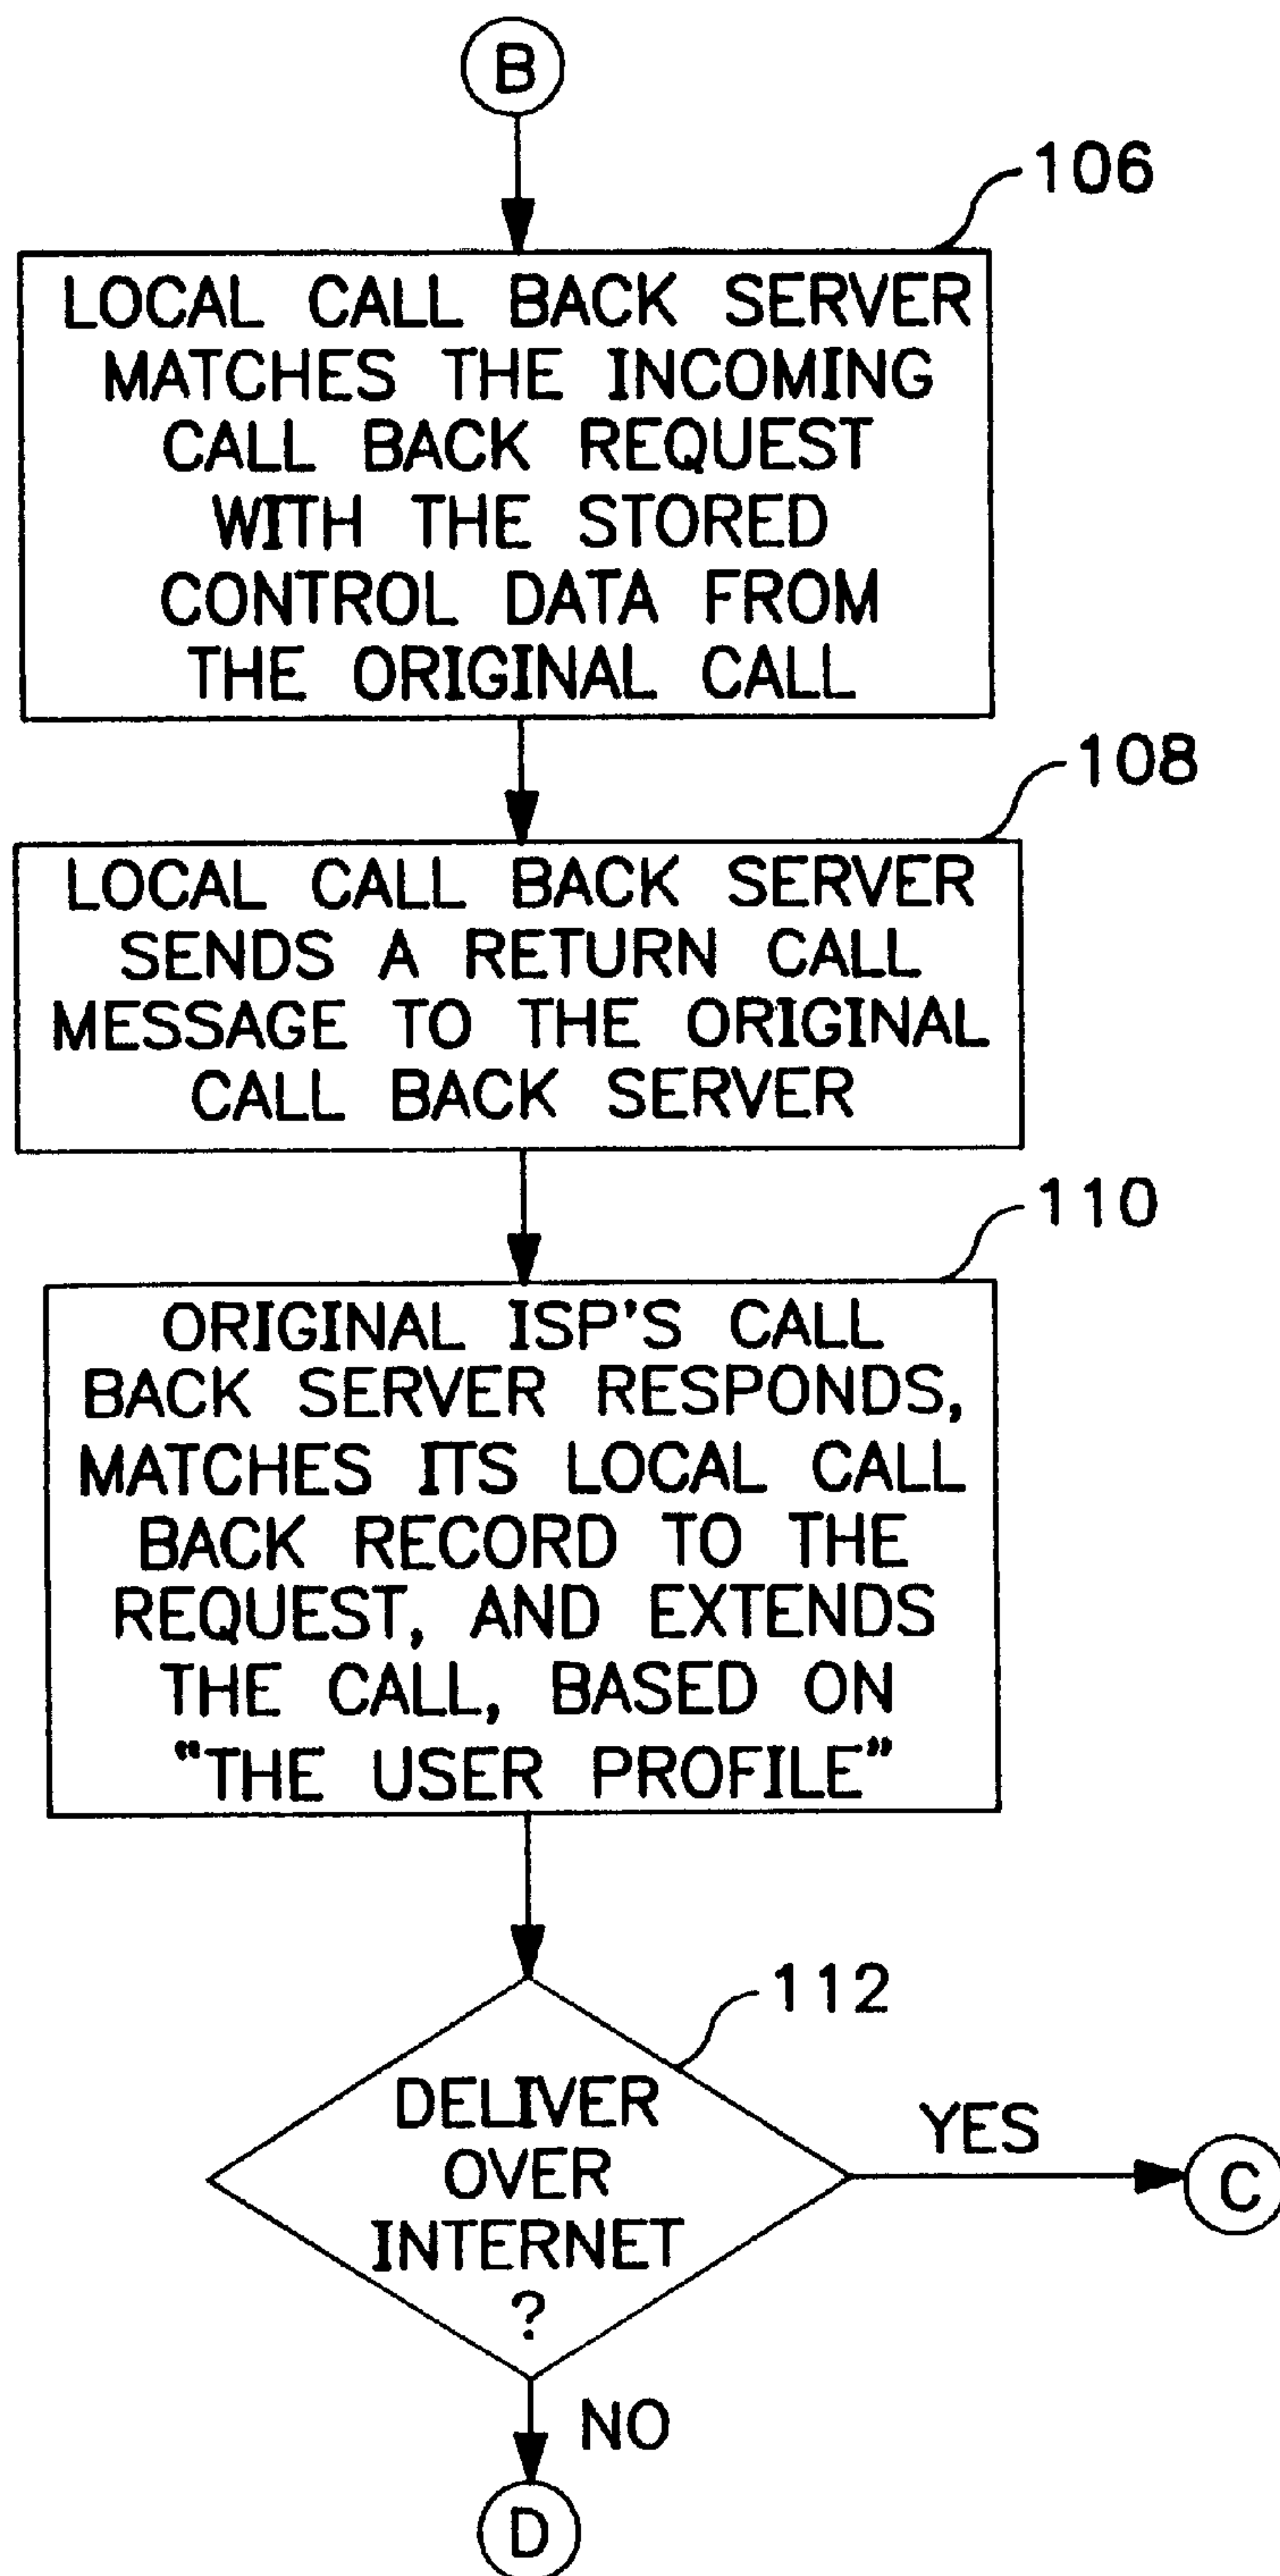 B
106
LOCAL CALL BACK SERVER
MATCHES THE INCOMING
CALL BACK REQUEST
WITH THE STORED
CONTROL DATA FROM
THE ORIGINAL CALL
108
LOCAL CALL BACK SERVER
SENDS A RETURN CALL
MESSAGE TO THE ORIGINAL
CALL BACK SERVER
110
ORIGINAL ISP'S CALL
BACK SERVER RESPONDS,
MATCHES ITS LOCAL CALL
BACK RECORD TO THE
REQUEST, AND EXTENDS
THE CALL, BASED ON
“THE USER PROFILE”
112
DELIVER
OVER
INTERNET
?
YES
C
NO
D